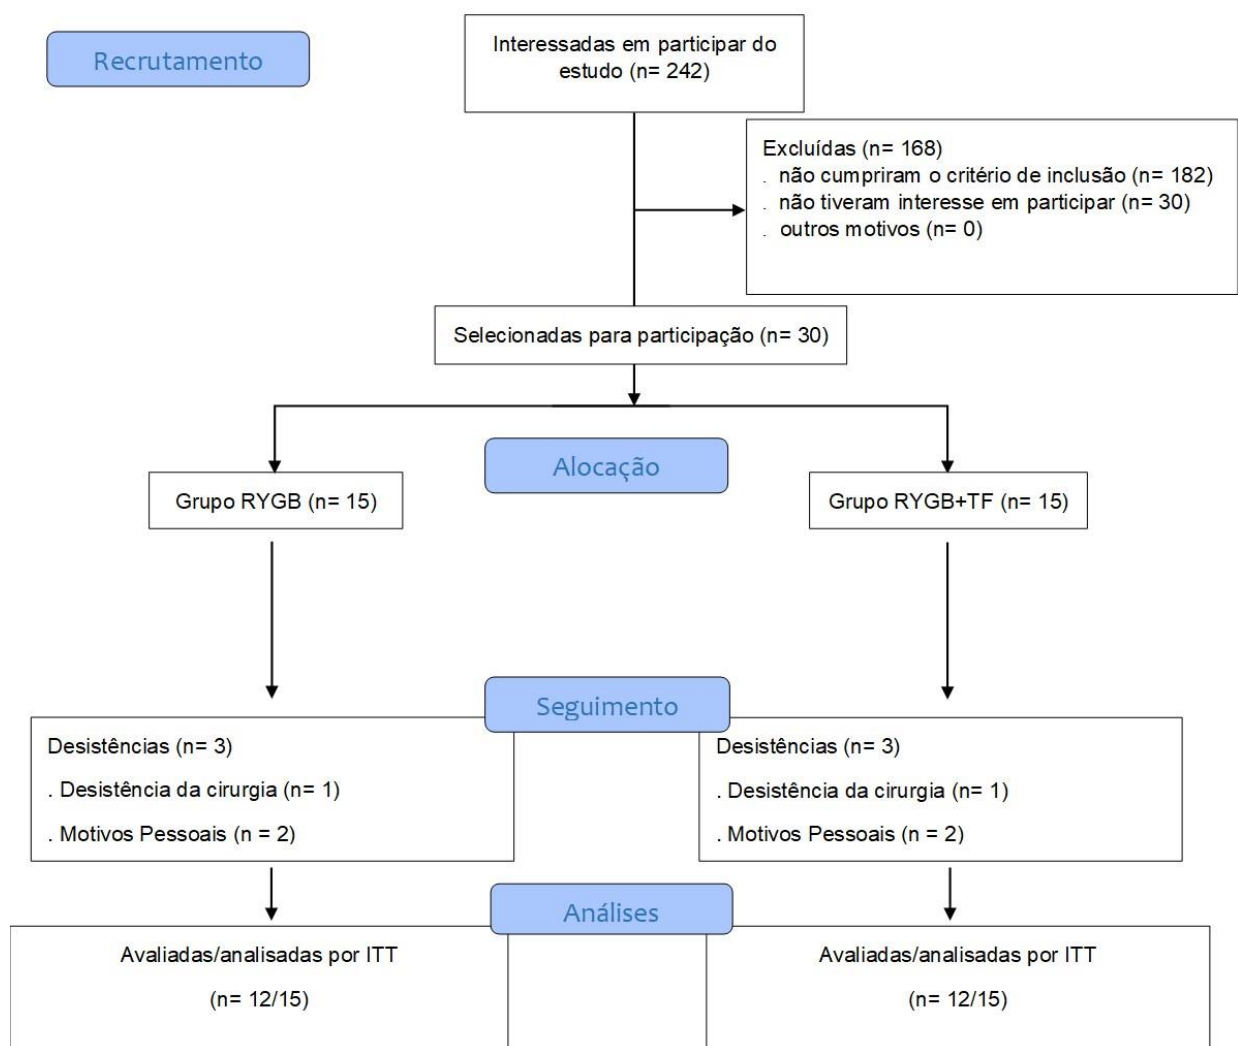 Recrutamento
Interessadas em participar do
estudo (n= 242)
Excluídas (n= 168)
. não cumpriram o critério de inclusão (n= 182)
. não tiveram interesse em participar (n= 30)
. outros motivos (n= 0)
Selecionadas para participação (n= 30)
Alocação
Grupo RYGB (n= 15)
Grupo RYGB+TF (n= 15)
Seguimento
Desistências (n= 3)
. Desistência da cirurgia (n= 1)
. Motivos Pessoais (n = 2)
Desistências (n= 3)
. Desistência da cirurgia (n= 1)
. Motivos Pessoais (n = 2)
Análises
Avaliadas/analisadas por ITT
(n= 12/15)
Avaliadas/analisadas por ITT
(n= 12/15)